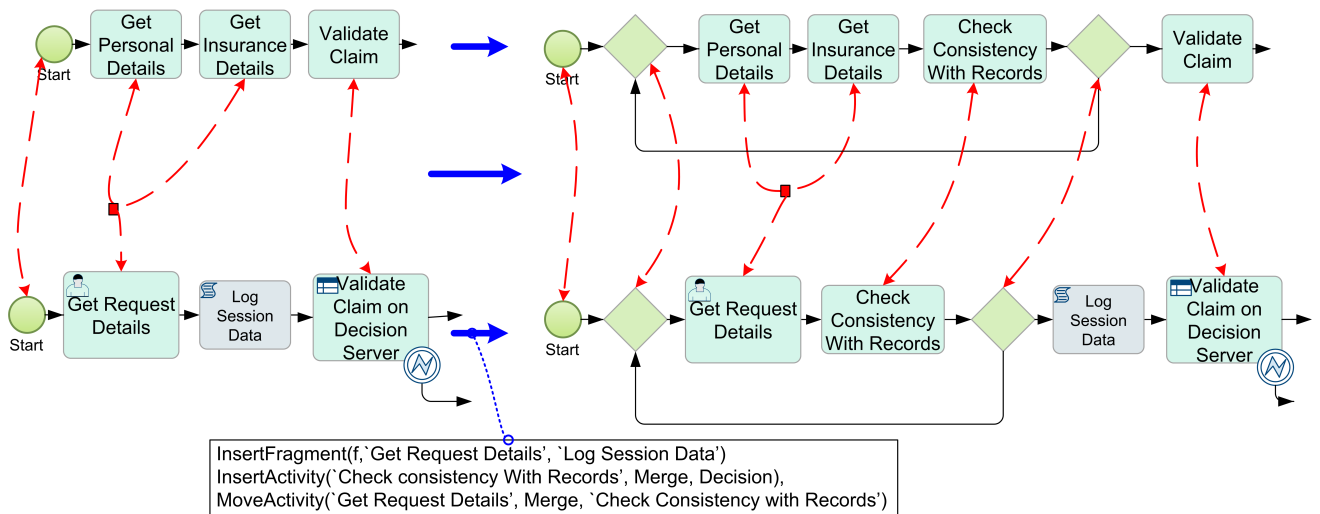 Start
Get
Personal
Details
Get
Insurance
Details
Validate
Claim
Start
Get
Personal
Details
Get
Insurance
Details
Check
Consistency
With Records
Validate
Claim
Start
Get Request
Details
Log
Session
Data
Validate
Claim on
Decision
Server
Start
Get Request
Details
Check
Consistency
With Records
Log
Session
Data
Validate
Claim on
Decision
Server
InsertFragment(f,`Get Request Details’, `Log Session Data’)
InsertActivity(`Check consistency With Records’, Merge, Decision),
MoveActivity(`Get Request Details’, Merge, `Check Consistency with Records’)